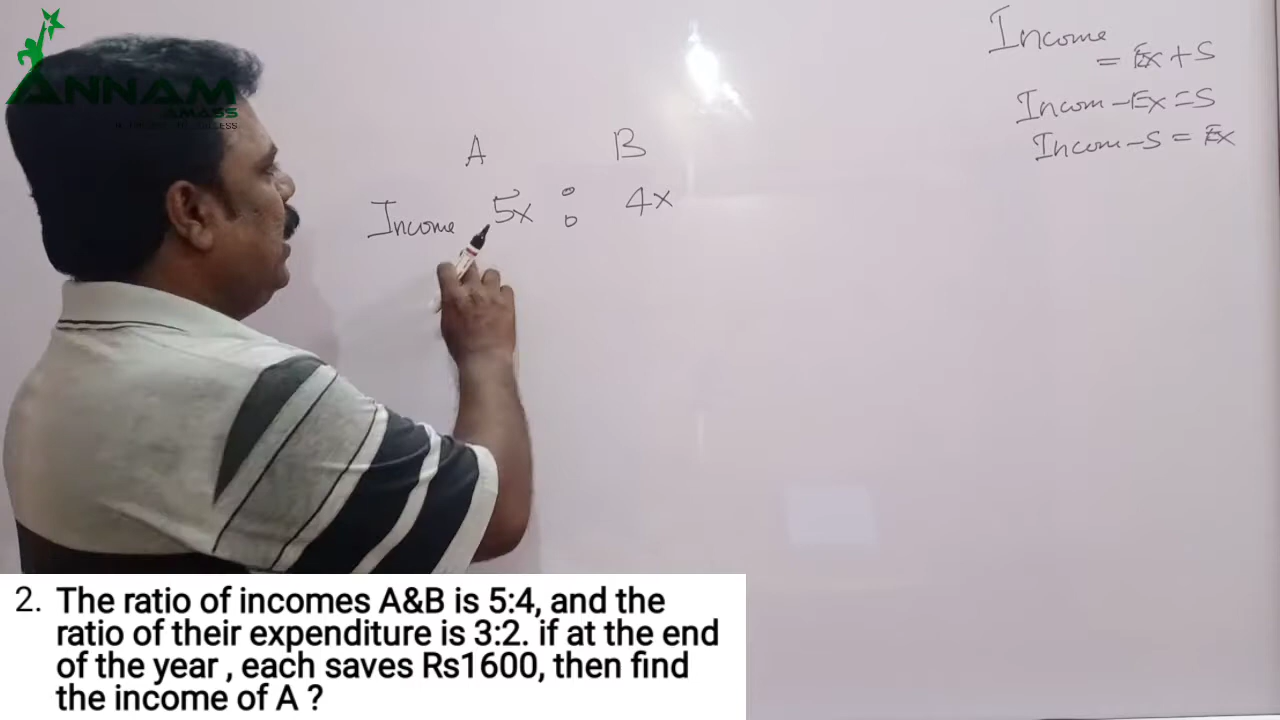 ANNAM
AMASS
Income
= Ex + S
Incom - Ex = S
Incom - S = Ex
A B
Income 5x : 4x
2. The ratio of incomes A&B is 5:4, and the
ratio of their expenditure is 3:2. if at the end
of the year , each saves Rs1600, then find
the income of A ?